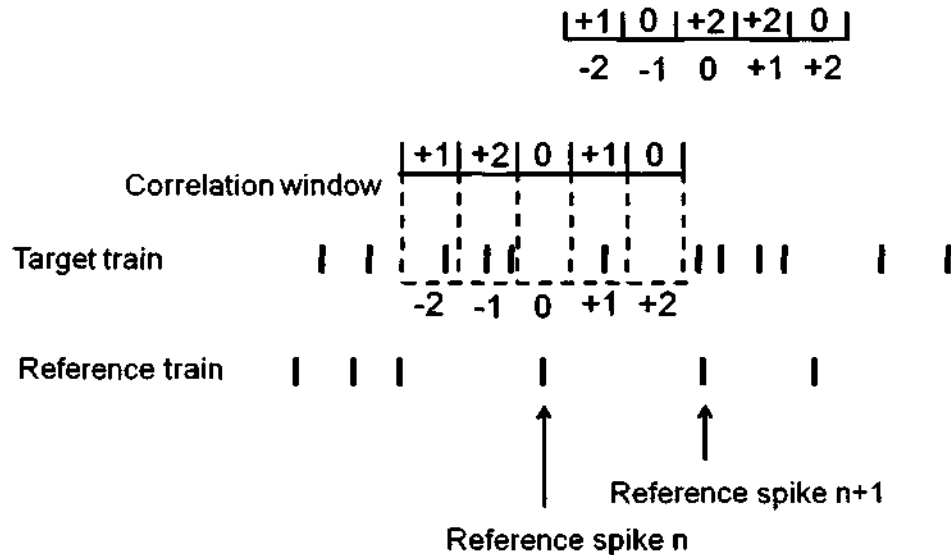 +1 0 +2 +2 0
-2 -1 0 +1 +2
+1 +2 0 +1 0
Correlation window
Target train
-2 -1 0 +1 +2
Reference train
Reference spike n+1
Reference spike n